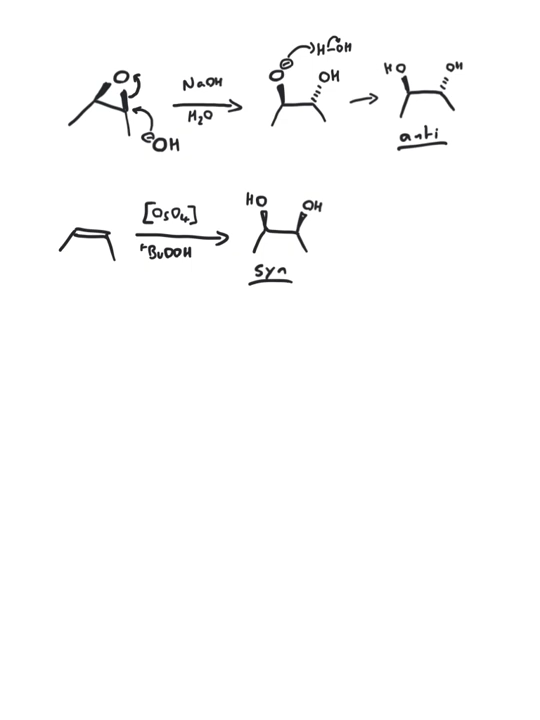 O NaOH H₂O ⊖OH
O⊖ H–OH OH
HO OH
anti
[OsO₄] ᵗBuOOH
HO OH
syn